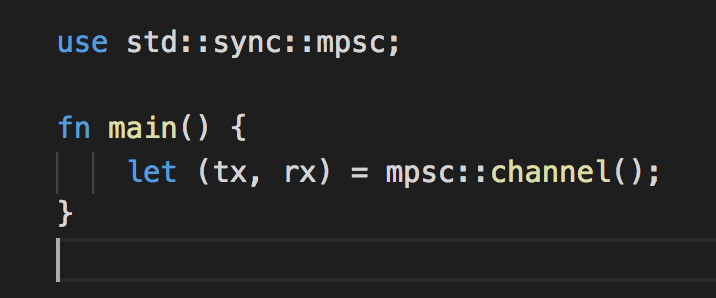 use std::sync::mpsc;
fn main() {
    let (tx, rx) = mpsc::channel();
}